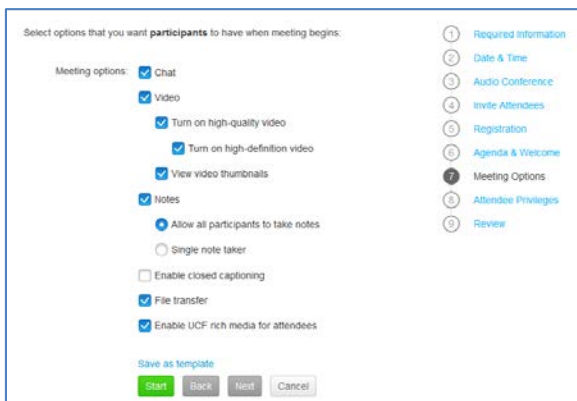 Select options that you want participants to have when meeting begins:
Meeting options:
Chat
Video
Turn on high-quality video
Turn on high-definition video
View video thumbnails
Notes
Allow all participants to take notes
Single note taker
Enable closed captioning
File transfer
Enable UCF rich media for attendees
Save as template
Start Back Next Cancel
1 Required Information
2 Date & Time
3 Audio Conference
4 Invite Attendees
5 Registration
6 Agenda & Welcome
7 Meeting Options
8 Attendee Privileges
9 Review